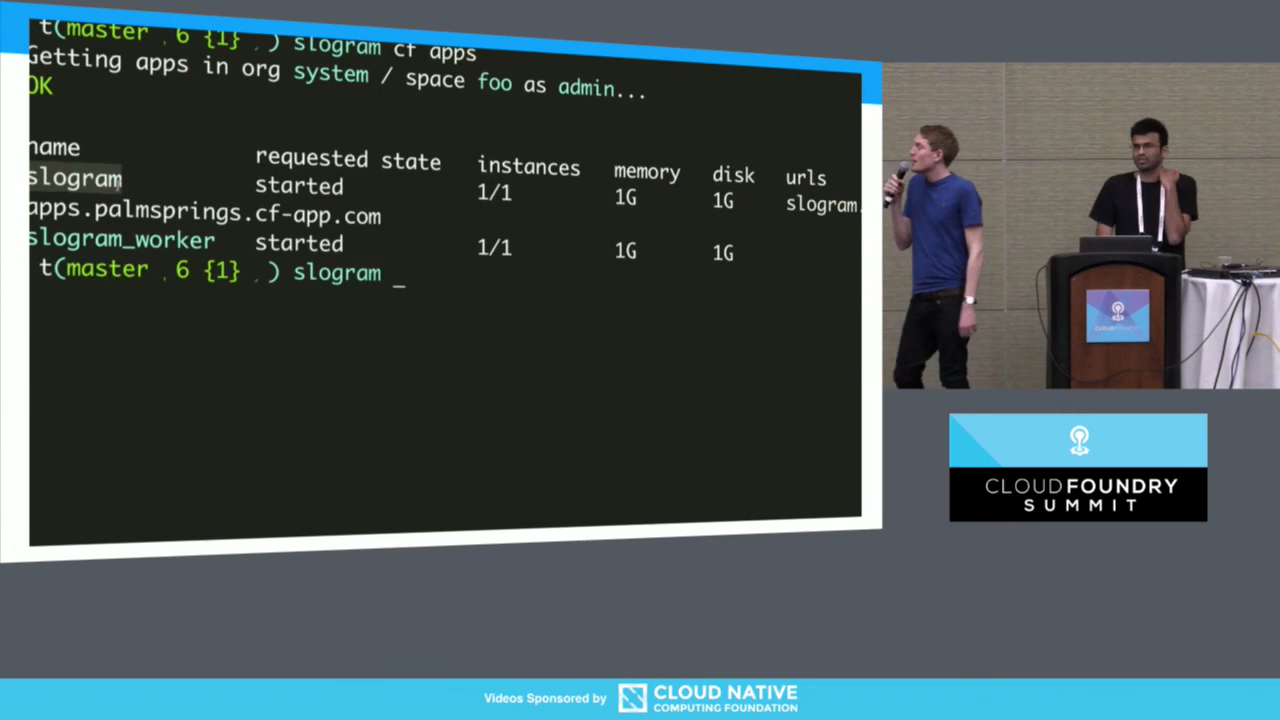 t(master 6 {1} ) slogram cf apps
Getting apps in org system / space foo as admin...
OK
name requested state instances memory disk urls
slogram started 1/1 1G 1G slogram.
apps.palmsprings.cf-app.com
slogram_worker started 1/1 1G 1G
t(master 6 {1} ) slogram _
CLOUDFOUNDRY
CLOUDFOUNDRY
SUMMIT
Videos Sponsored by
CLOUD NATIVE
COMPUTING FOUNDATION